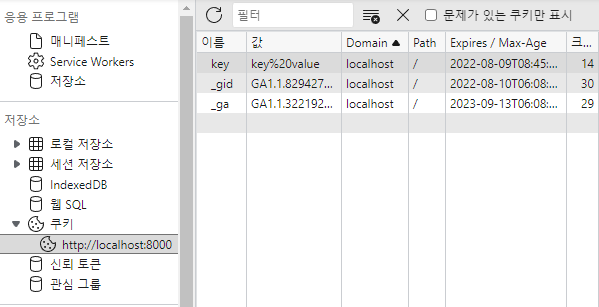 응용 프로그램
매니페스트
Service Workers
저장소
저장소
로컬 저장소
세션 저장소
IndexedDB
웹 SQL
쿠키
http://localhost:8000
신뢰 토큰
관심 그룹
필터
문제가 있는 쿠키만 표시
이름 값 Domain ▲ Path Expires / Max-Age 크...
key key%20value localhost / 2022-08-09T08:45:... 14
_gid GA1.1.829427... localhost / 2022-08-10T06:08:... 30
_ga GA1.1.322192... localhost / 2023-09-13T06:08:... 29